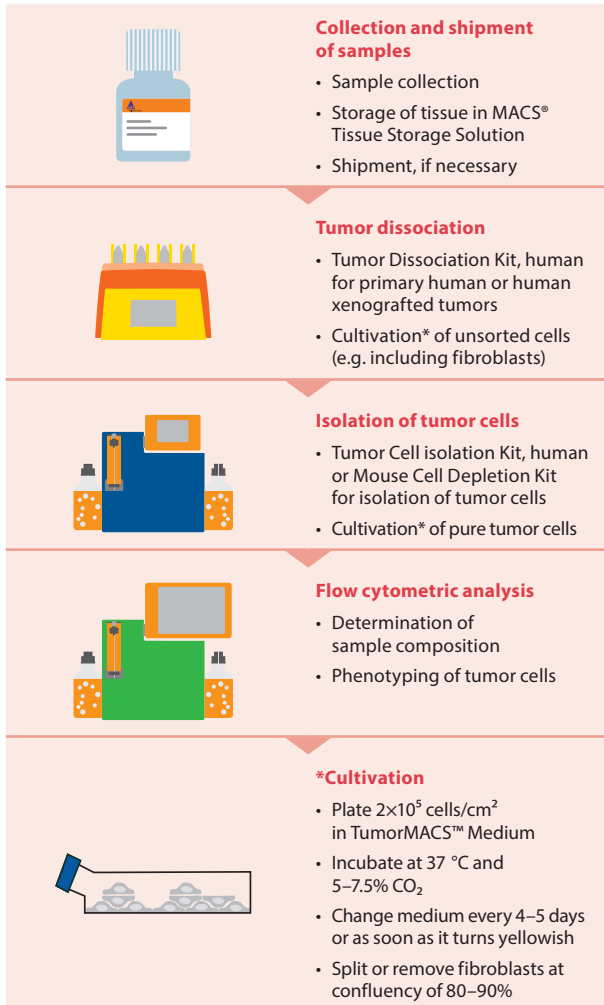 Collection and shipment
of samples
• Sample collection
• Storage of tissue in MACS®
Tissue Storage Solution
• Shipment, if necessary
Tumor dissociation
• Tumor Dissociation Kit, human
for primary human or human
xenografted tumors
• Cultivation* of unsorted cells
(e.g. including fibroblasts)
Isolation of tumor cells
• Tumor Cell isolation Kit, human
or Mouse Cell Depletion Kit
for isolation of tumor cells
• Cultivation* of pure tumor cells
Flow cytometric analysis
• Determination of
sample composition
• Phenotyping of tumor cells
*Cultivation
• Plate 2×10⁵ cells/cm²
in TumorMACS™ Medium
• Incubate at 37 °C and
5–7.5% CO₂
• Change medium every 4–5 days
or as soon as it turns yellowish
• Split or remove fibroblasts at
confluency of 80–90%